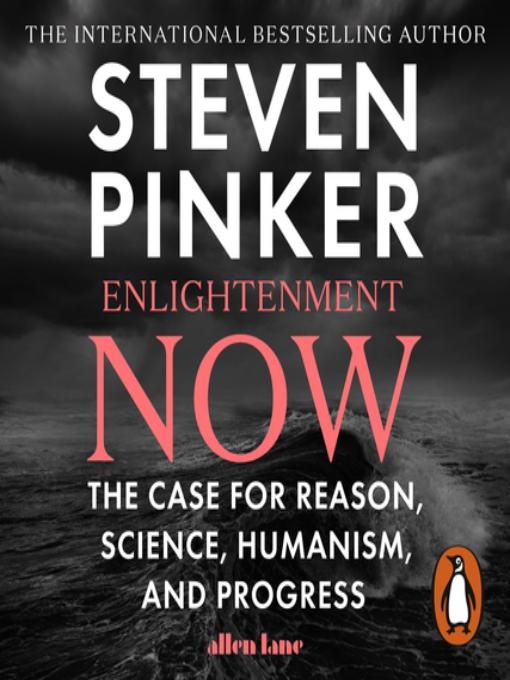 THE INTERNATIONAL BESTSELLING AUTHOR
STEVEN
PINKER
ENLIGHTENMENT
NOW
THE CASE FOR REASON,
SCIENCE, HUMANISM,
AND PROGRESS
allen lane